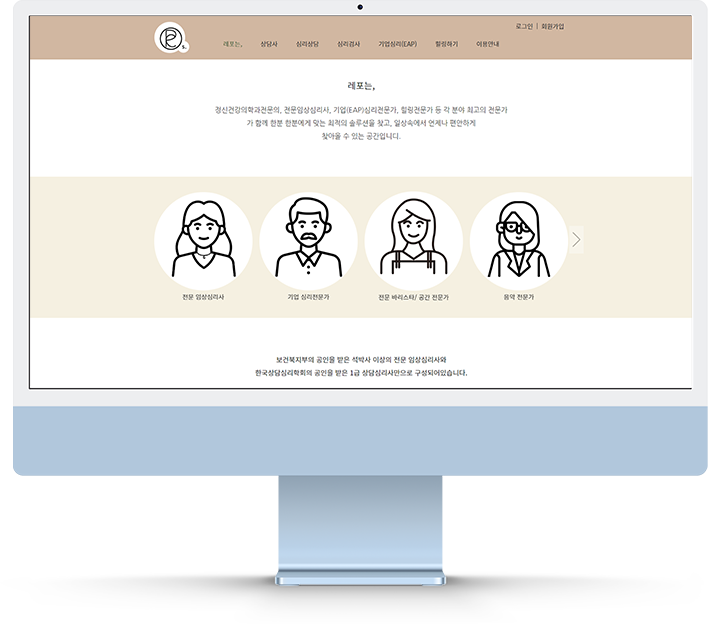 로그인 | 회원가입
레포는, 상담사 심리상담 심리검사 기업심리(EAP) 힐링하기 이용안내
레포는,
정신건강의학과전문의, 전문임상심리사, 기업(EAP)심리전문가, 힐링전문가 등 각 분야 최고의 전문가
가 함께 한분 한분에게 맞는 최적의 솔루션을 찾고, 일상속에서 언제나 편안하게
찾아올 수 있는 공간입니다.
전문 임상심리사
기업 심리전문가
전문 바리스타/ 공간 전문가
음악 전문가
보건복지부의 공인을 받은 석박사 이상의 전문 임상심리사와
한국상담심리학회의 공인을 받은 1급 상담심리사만으로 구성되어있습니다.